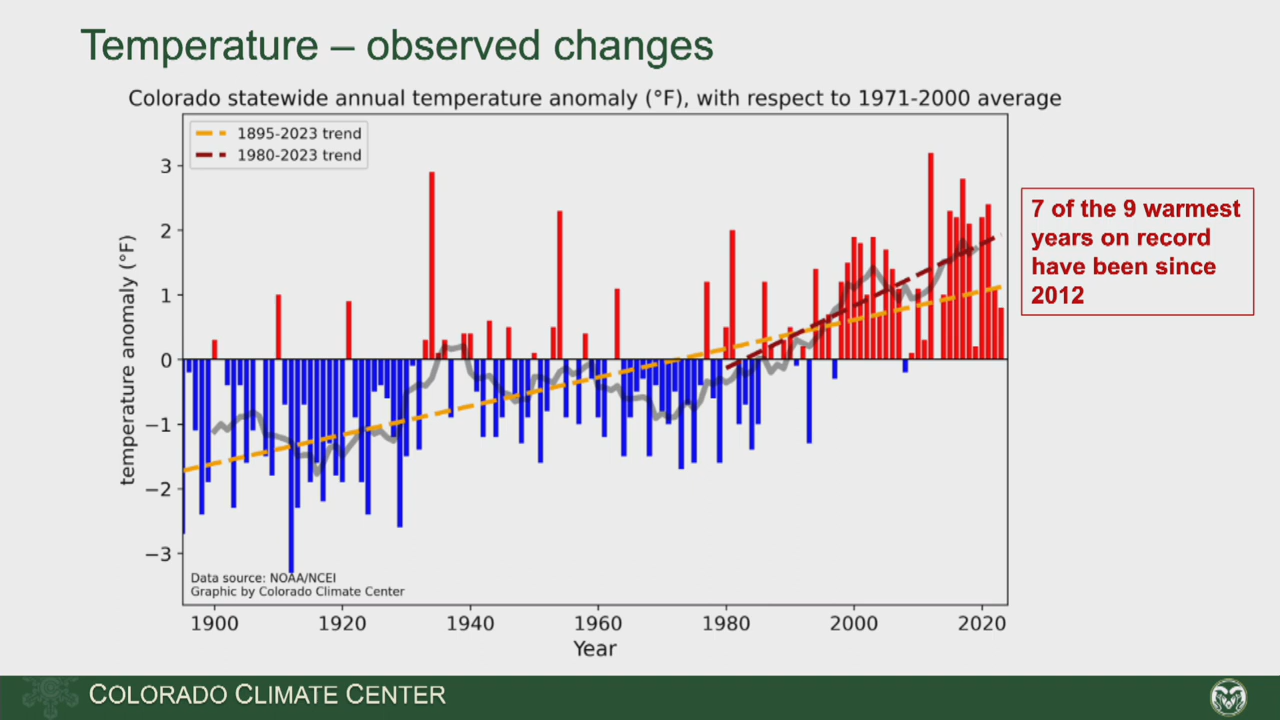 Temperature – observed changes
Colorado statewide annual temperature anomaly (°F), with respect to 1971-2000 average
1895-2023 trend
1980-2023 trend
temperature anomaly (°F)
3
2
1
0
−1
−2
−3
7 of the 9 warmest
years on record
have been since
2012
Data source: NOAA/NCEI
Graphic by Colorado Climate Center
1900 1920 1940 1960 1980 2000 2020
Year
COLORADO CLIMATE CENTER